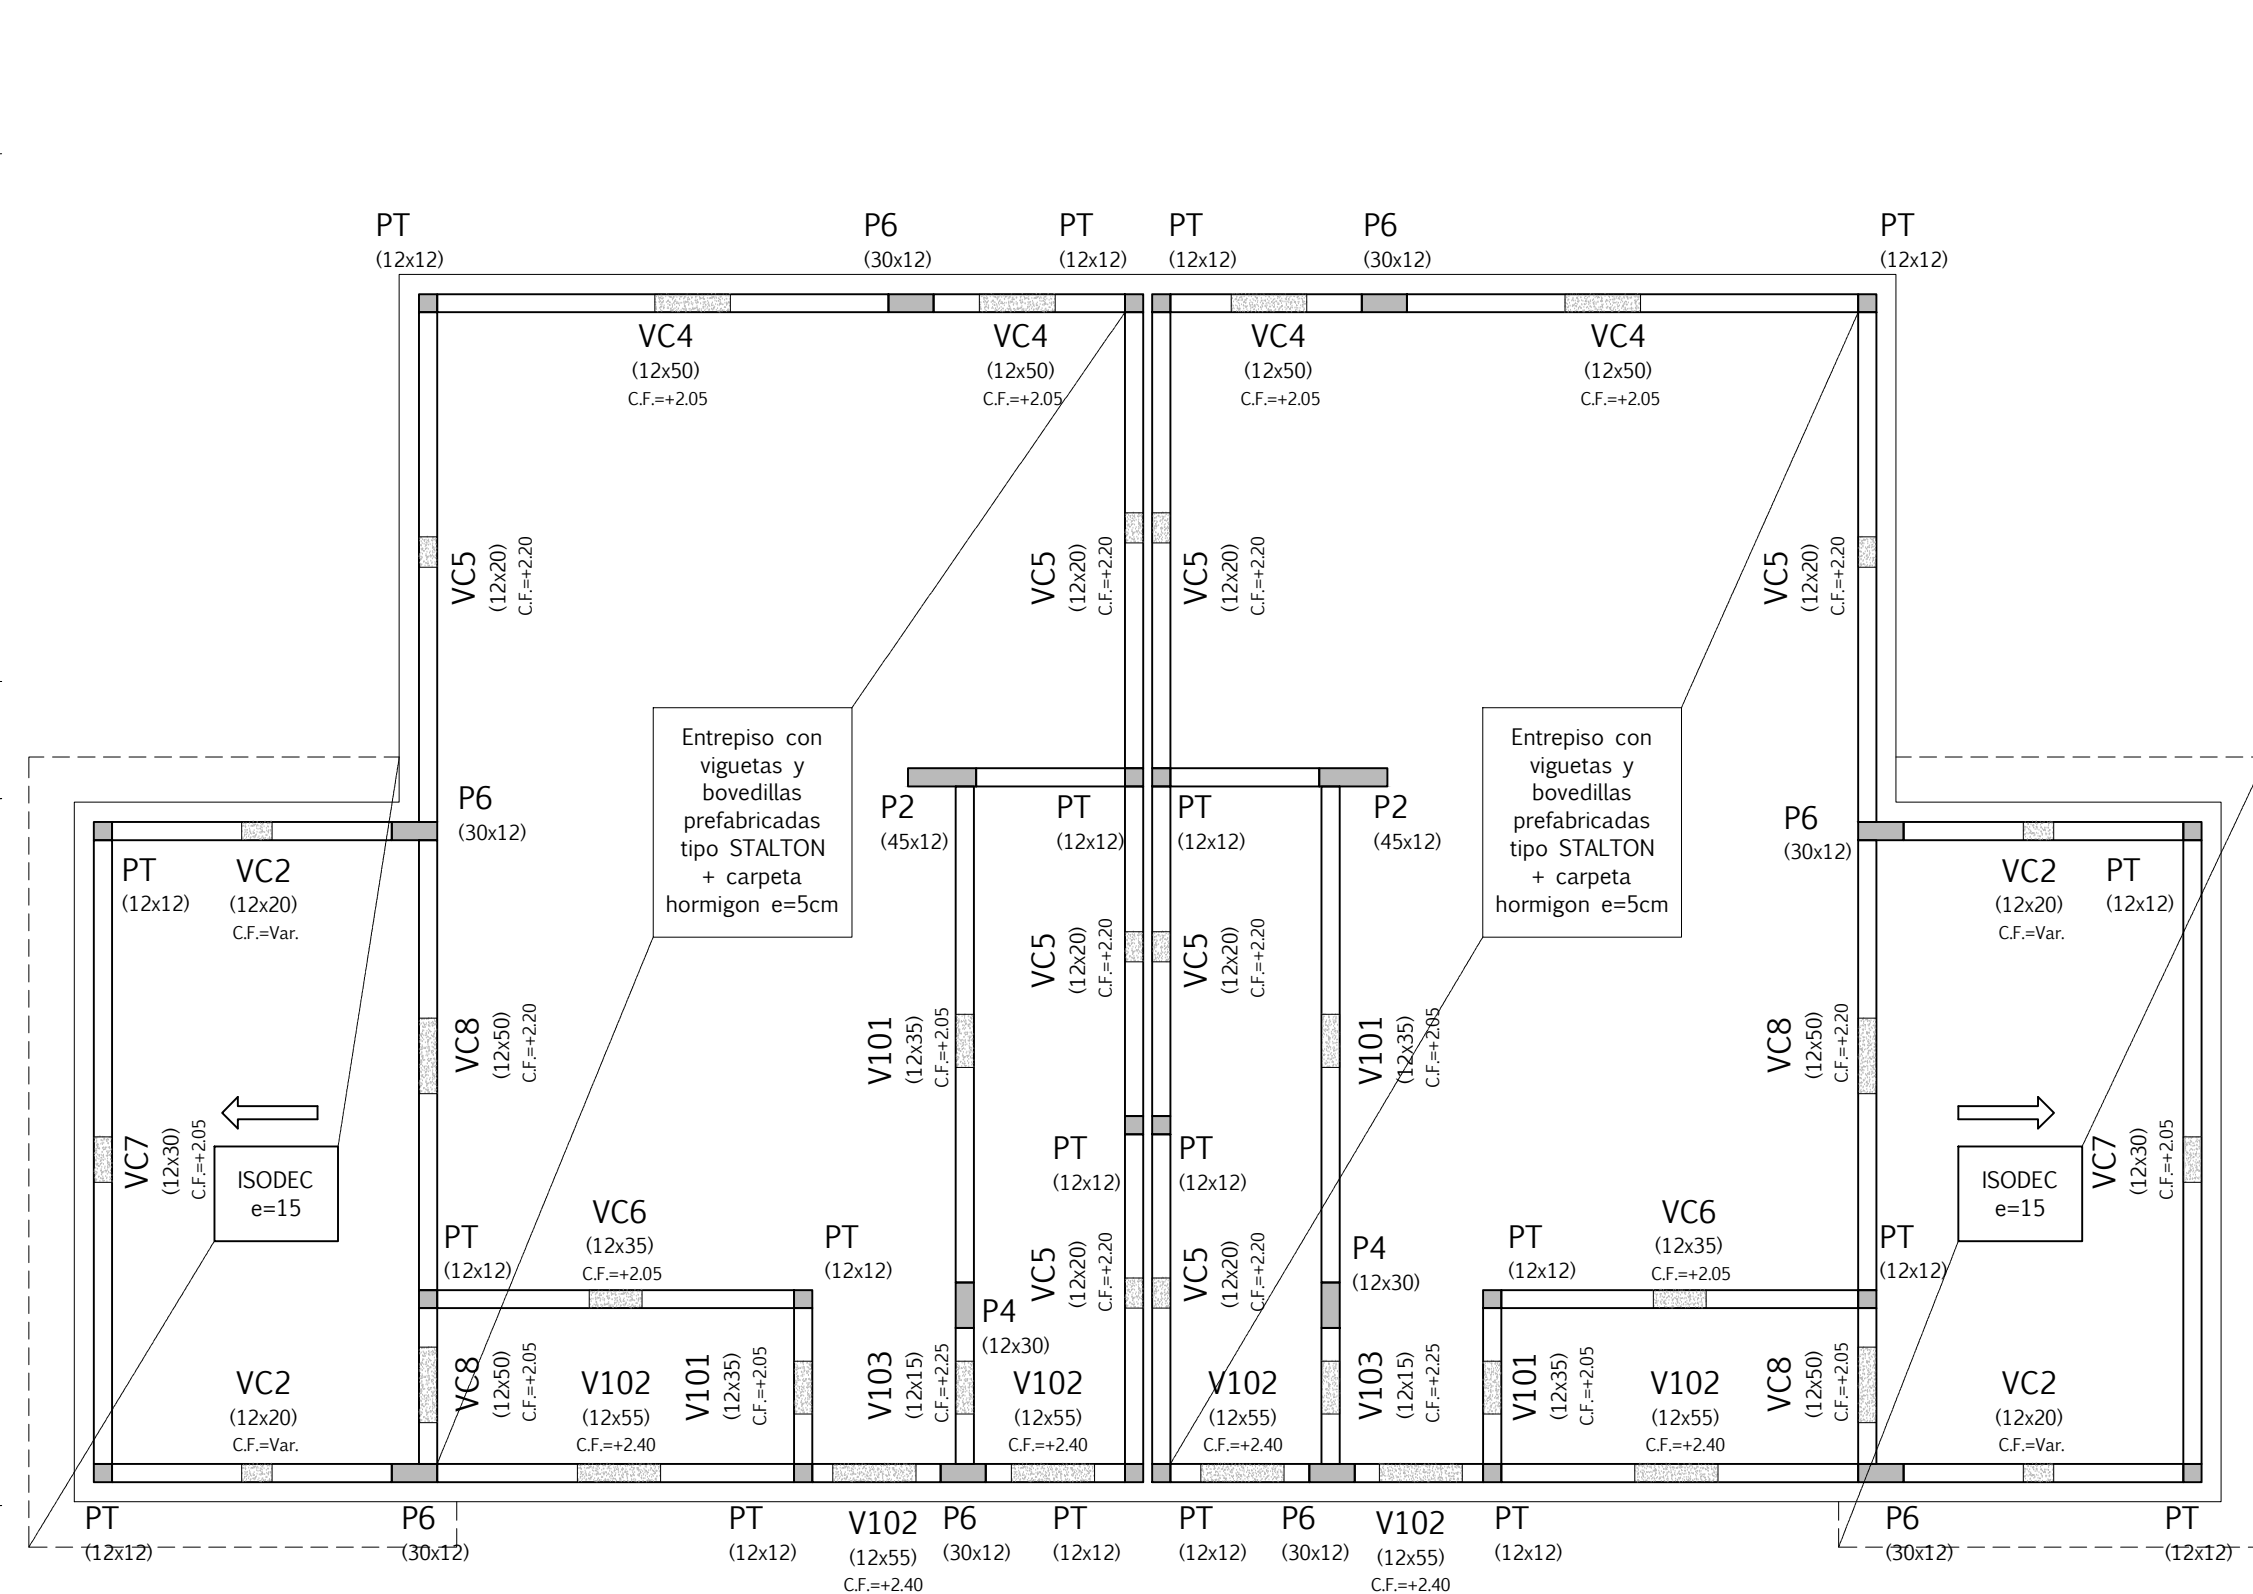 PT
(12x12)
P6
(30x12)
PT
(12x12)
PT
(12x12)
P6
(30x12)
PT
(12x12)
VC4
(12x50)
C.F.=+2.05
VC4
(12x50)
C.F.=+2.05
VC4
(12x50)
C.F.=+2.05
VC4
(12x50)
C.F.=+2.05
VC5
(12x20)
C.F.=+2.20
VC5
(12x20)
C.F.=+2.20
VC5
(12x20)
C.F.=+2.20
VC5
(12x20)
C.F.=+2.20
Entrepiso con
viguetas y
bovedillas
prefabricadas
tipo STALTON
+ carpeta
hormigon e=5cm
Entrepiso con
viguetas y
bovedillas
prefabricadas
tipo STALTON
+ carpeta
hormigon e=5cm
P6
(30x12)
P2
(45x12)
PT
(12x12)
PT
(12x12)
P2
(45x12)
P6
(30x12)
PT
(12x12)
VC2
(12x20)
C.F.=Var.
VC2
(12x20)
C.F.=Var.
PT
(12x12)
VC5
(12x20)
C.F.=+2.20
VC5
(12x20)
C.F.=+2.20
VC8
(12x50)
C.F.=+2.20
V101
(12x35)
C.F.=+2.05
V101
(12x35)
C.F.=+2.05
VC8
(12x50)
C.F.=+2.20
VC7
(12x30)
C.F.=+2.05
ISODEC
e=15
PT
(12x12)
PT
(12x12)
ISODEC
e=15
VC7
(12x30)
C.F.=+2.05
PT
(12x12)
VC6
(12x35)
C.F.=+2.05
PT
(12x12)
VC5
(12x20)
C.F.=+2.20
VC5
(12x20)
C.F.=+2.20
P4
(12x30)
PT
(12x12)
VC6
(12x35)
C.F.=+2.05
PT
(12x12)
P4
(12x30)
VC2
(12x20)
C.F.=Var.
VC8
(12x50)
C.F.=+2.05
V102
(12x55)
C.F.=+2.40
V101
(12x35)
C.F.=+2.05
V103
(12x15)
C.F.=+2.25
V102
(12x55)
C.F.=+2.40
V102
(12x55)
C.F.=+2.40
V103
(12x15)
C.F.=+2.25
V101
(12x35)
C.F.=+2.05
V102
(12x55)
C.F.=+2.40
VC8
(12x50)
C.F.=+2.05
VC2
(12x20)
C.F.=Var.
PT
(12x12)
P6
(30x12)
PT
(12x12)
V102
(12x55)
C.F.=+2.40
P6
(30x12)
PT
(12x12)
PT
(12x12)
P6
(30x12)
V102
(12x55)
C.F.=+2.40
PT
(12x12)
P6
(30x12)
PT
(12x12)